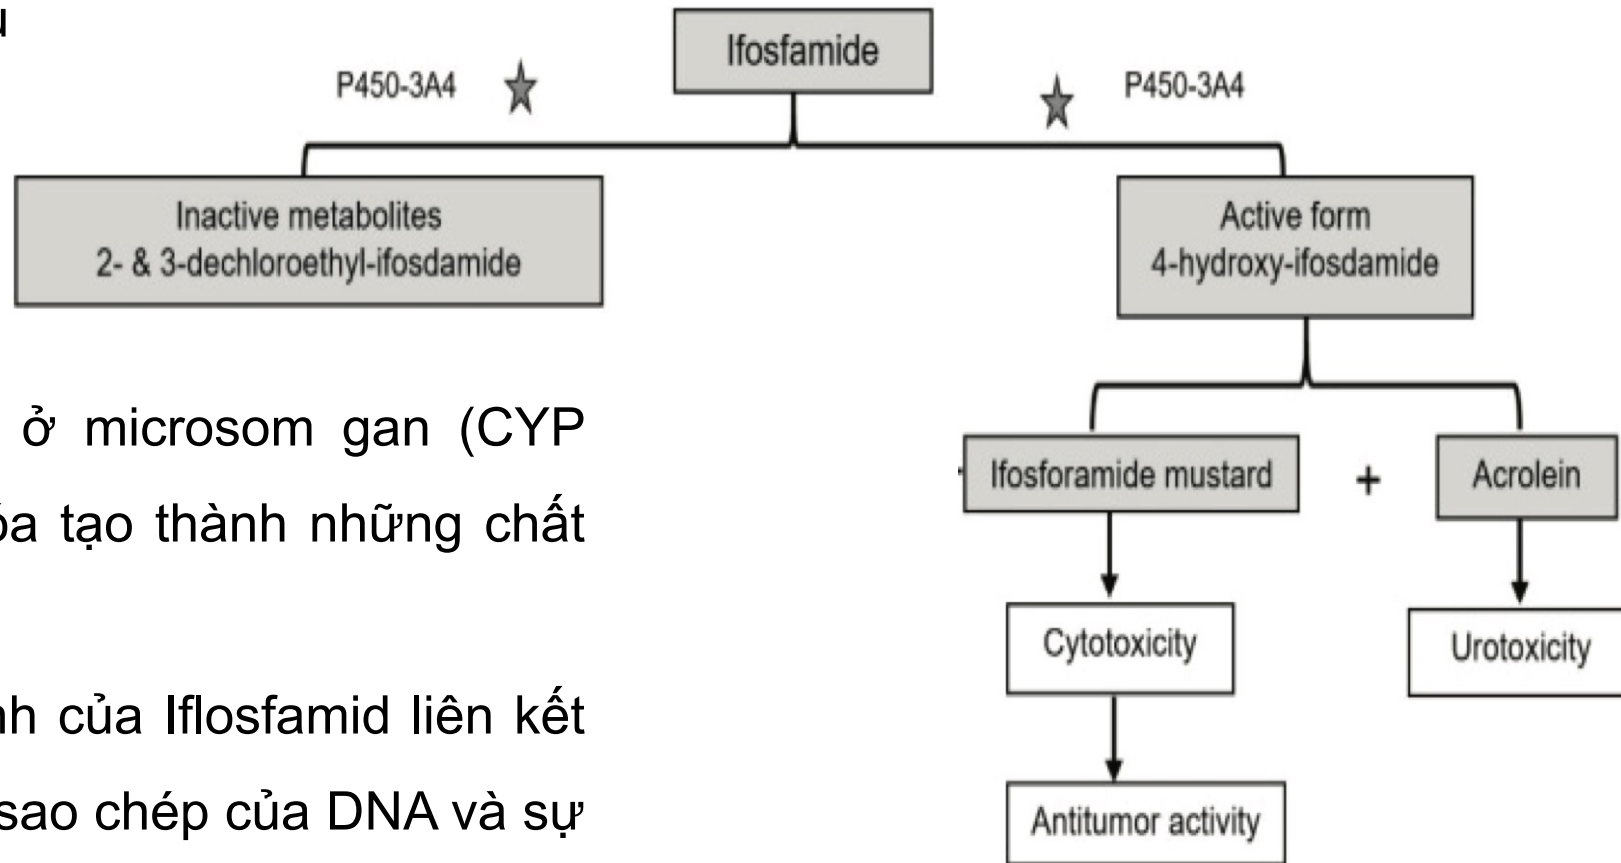 Ifosfamide
P450-3A4
P450-3A4
Inactive metabolites
2- & 3-dechloroethyl-ifosdamide
Active form
4-hydroxy-ifosdamide
ở microsom gan (CYP
tạo thành những chất
của Iflosfamid liên kết
sao chép của DNA và sự
Ifosforamide mustard
+
Acrolein
Cytotoxicity
Urotoxicity
Antitumor activity